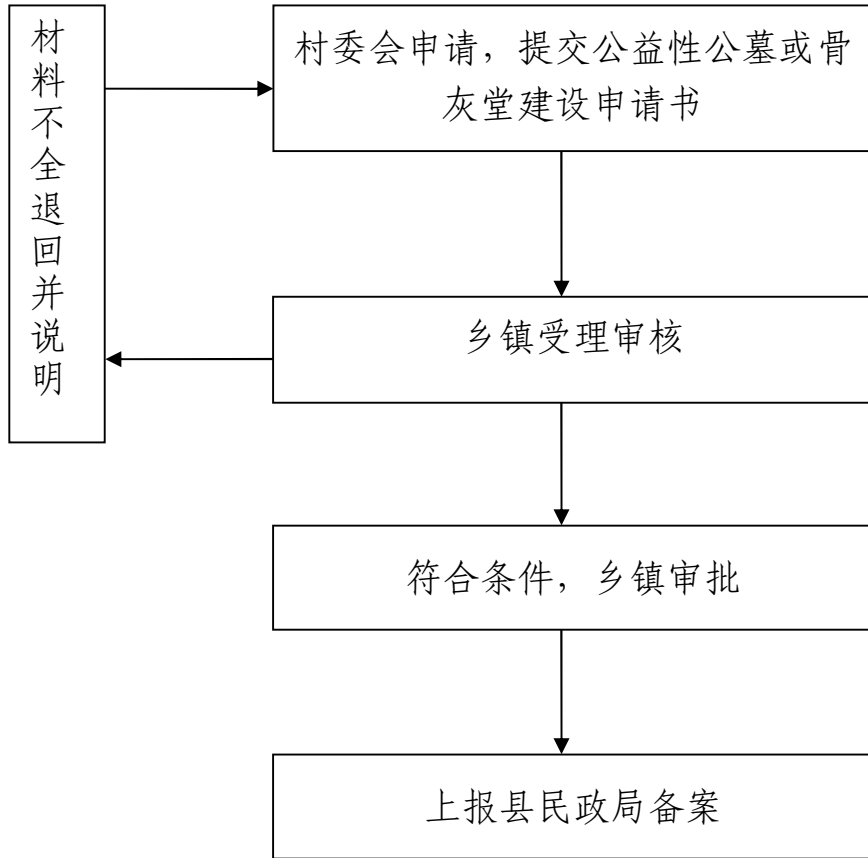 材料不全退回并说明
村委会申请，提交公益性公墓或骨
灰堂建设申请书
乡镇受理审核
符合条件，乡镇审批
上报县民政局备案